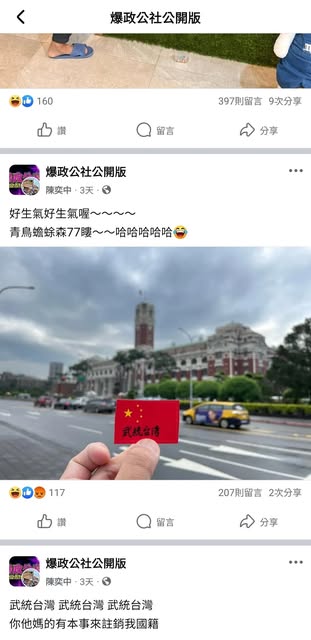 爆政公社公開版
160
397則留言 9次分享
讚
留言
分享
爆政公社公開版
陳奕中・3天・
好生氣好生氣喔～～～～
青鳥蟾蜍森77瞜～～哈哈哈哈哈😂
武統台灣
117
207則留言 2次分享
讚
留言
分享
爆政公社公開版
陳奕中・3天・
武統台灣 武統台灣 武統台灣
你他媽的有本事來註銷我國籍